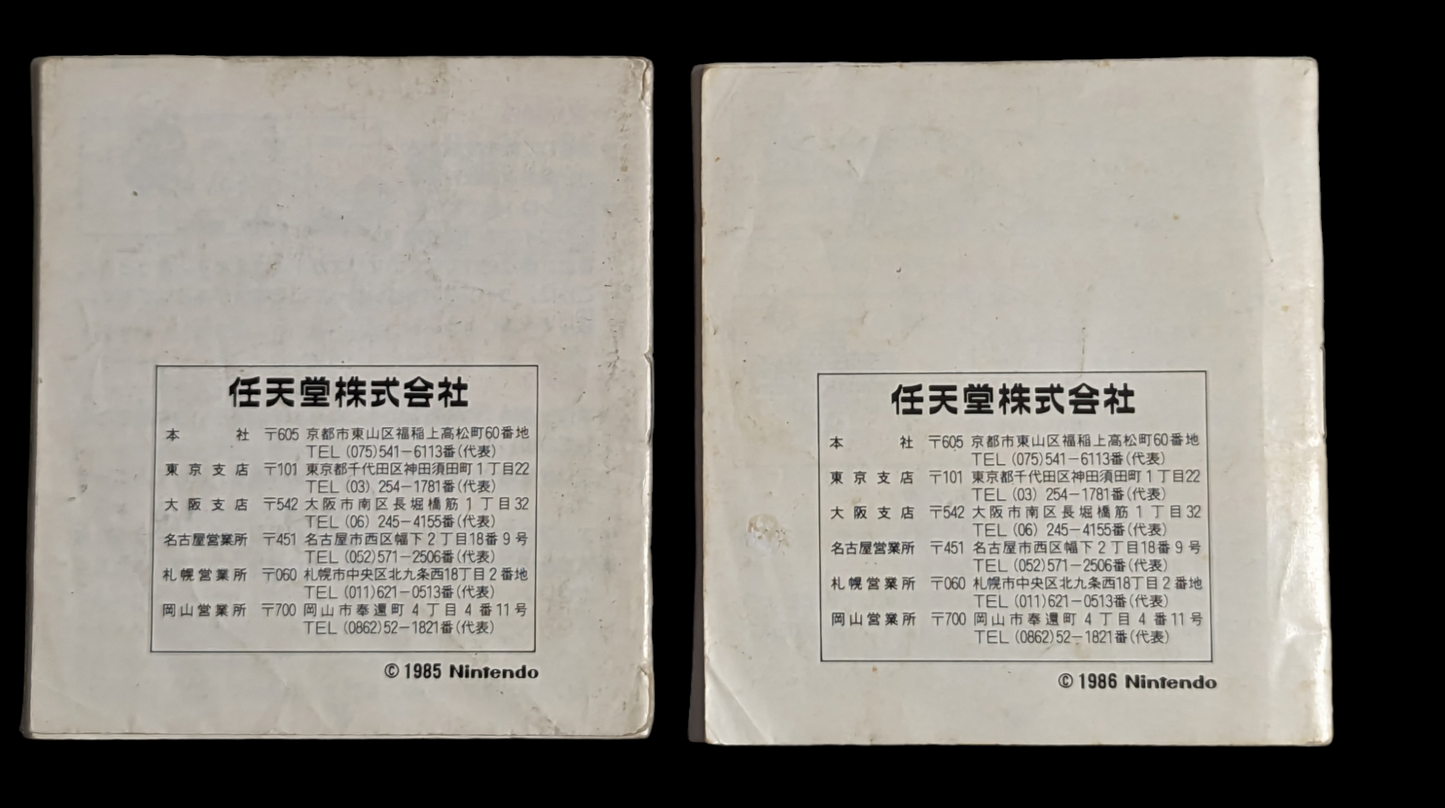 任天堂株式会社
本社 〒605 京都市東山区福稲上高松町60番地
TEL (075)541-6113番(代表)
東京支店 〒101 東京都千代田区神田須田町1丁目22
TEL (03) 254-1781番(代表)
大阪支店 〒542 大阪市南区長堀橋筋1丁目32
TEL (06) 245-4155番(代表)
名古屋営業所 〒451 名古屋市西区幅下2丁目18番9号
TEL (052)571-2506番(代表)
札幌営業所 〒060 札幌市中央区北九条西18丁目2番地
TEL (011)621-0513番(代表)
岡山営業所 〒700 岡山市奉還町4丁目4番11号
TEL (0862)52-1821番(代表)
© 1985 Nintendo
任天堂株式会社
本社 〒605 京都市東山区福稲上高松町60番地
TEL (075)541-6113番(代表)
東京支店 〒101 東京都千代田区神田須田町1丁目22
TEL (03) 254-1781番(代表)
大阪支店 〒542 大阪市南区長堀橋筋1丁目32
TEL (06) 245-4155番(代表)
名古屋営業所 〒451 名古屋市西区幅下2丁目18番9号
TEL (052)571-2506番(代表)
札幌営業所 〒060 札幌市中央区北九条西18丁目2番地
TEL (011)621-0513番(代表)
岡山営業所 〒700 岡山市奉還町4丁目4番11号
TEL (0862)52-1821番(代表)
© 1986 Nintendo